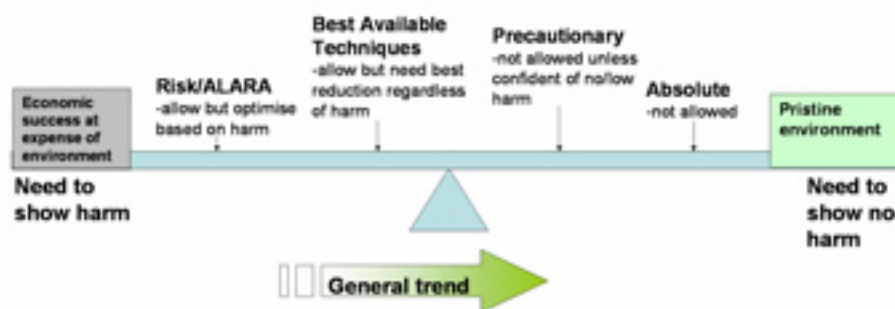 Economic
success at
expense of
environment
Risk/ALARA
-allow but optimise
based on harm
Best Available
Techniques
-allow but need best
reduction regardless
of harm
Precautionary
-not allowed unless
confident of no/low
harm
Absolute
-not allowed
Pristine
environment
Need to
show harm
Need to
show no
harm
General trend